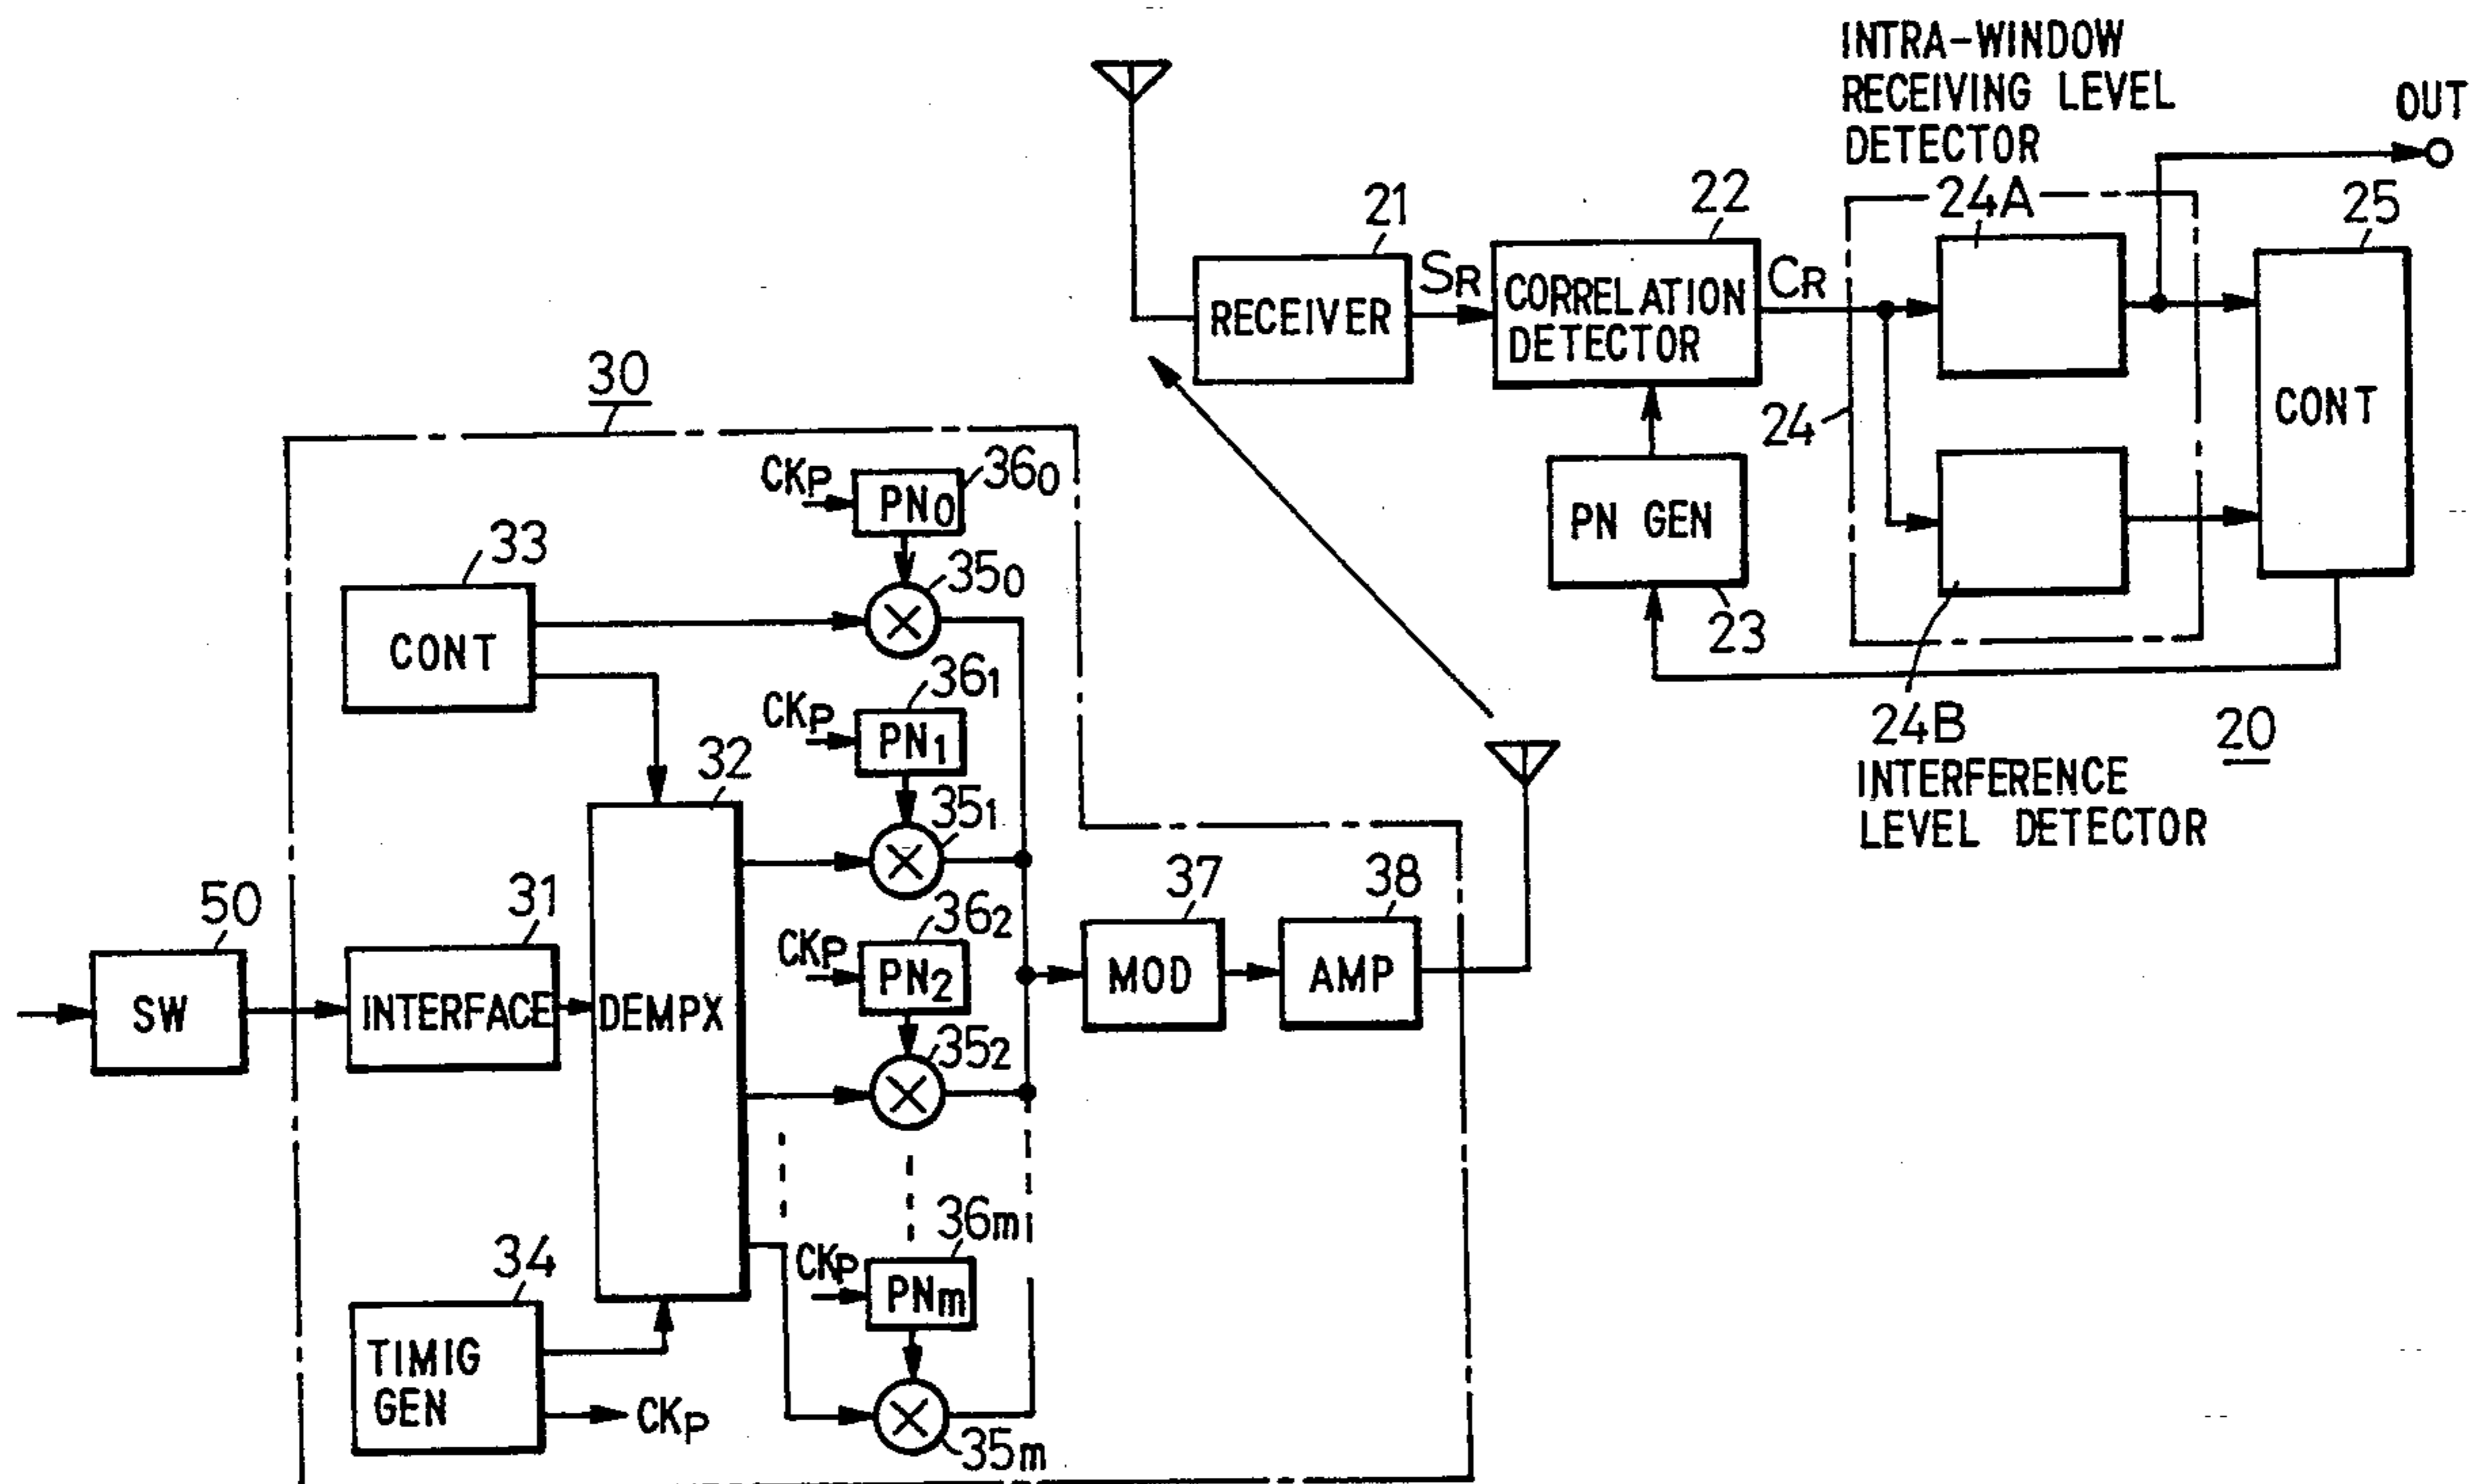 INTRA-WINDOW
RECEIVING LEVEL
DETECTOR
OUT
24A
25
21
22
SR
CR
RECEIVER
CORRELATION
DETECTOR
CONT
24
PN GEN
23
24B
INTERFERENCE
LEVEL DETECTOR
20
30
CKP
PN0
360
33
CONT
350
CKP
PN1
361
32
351
CKP
PN2
362
352
50
SW
31
INTERFACE
DEMPX
37
MOD
38
AMP
34
TIMIG
GEN
CKP
CKP
PNm
36m
35m